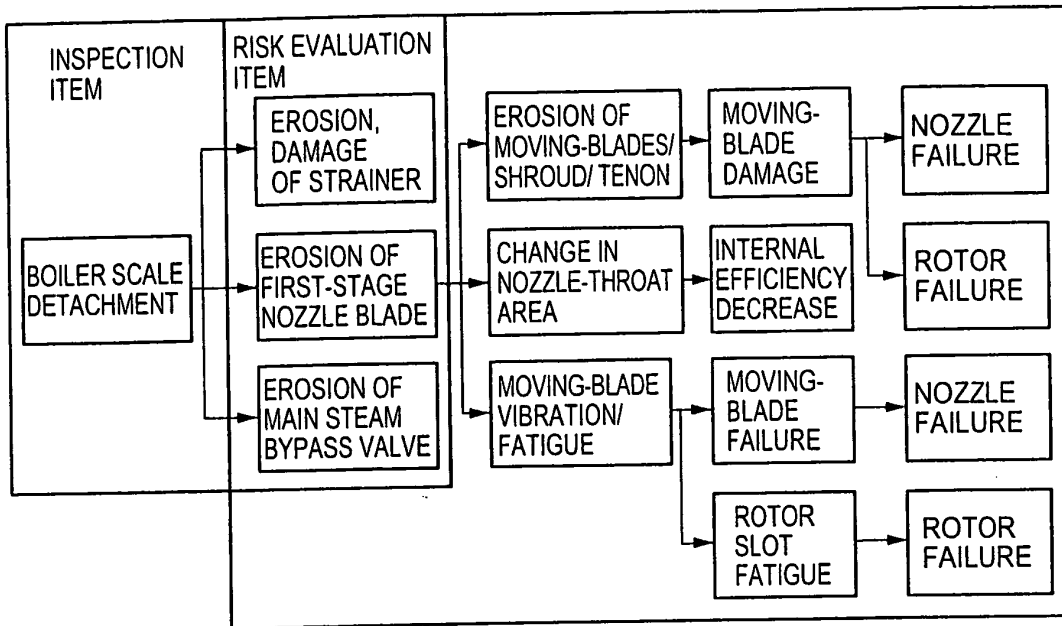 INSPECTION
ITEM
RISK EVALUATION
ITEM
BOILER SCALE
DETACHMENT
EROSION,
DAMAGE
OF STRAINER
EROSION OF
FIRST-STAGE
NOZZLE BLADE
EROSION OF
MAIN STEAM
BYPASS VALVE
EROSION OF
MOVING-BLADES/
SHROUD/ TENON
MOVING-
BLADE
DAMAGE
NOZZLE
FAILURE
ROTOR
FAILURE
CHANGE IN
NOZZLE-THROAT
AREA
INTERNAL
EFFICIENCY
DECREASE
MOVING-BLADE
VIBRATION/
FATIGUE
MOVING-
BLADE
FAILURE
NOZZLE
FAILURE
ROTOR
SLOT
FATIGUE
ROTOR
FAILURE